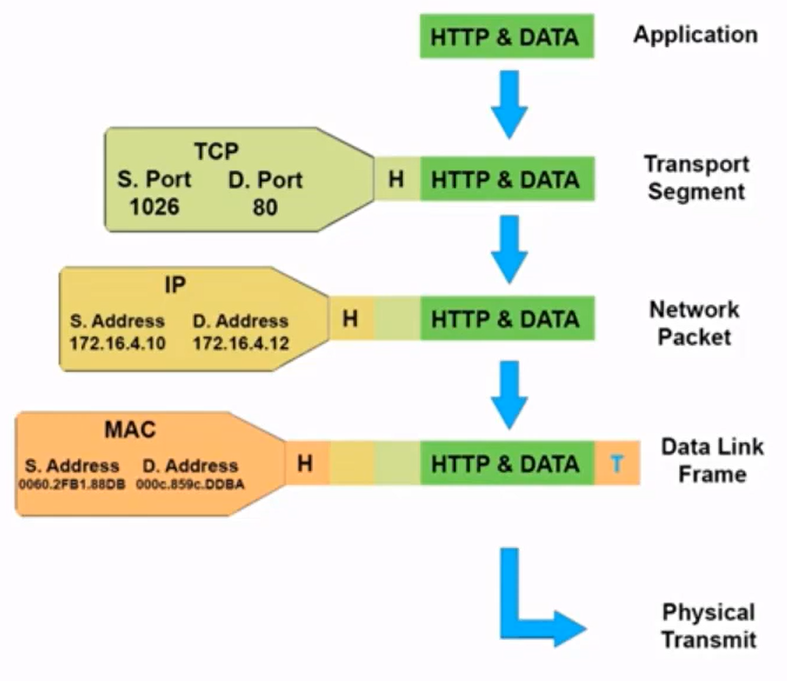 HTTP & DATA
Application
TCP
S. Port D. Port
1026 80
H
HTTP & DATA
Transport
Segment
IP
S. Address D. Address
172.16.4.10 172.16.4.12
H
HTTP & DATA
Network
Packet
MAC
S. Address D. Address
0060.2FB1.88DB 000c.859c.DDBA
H
HTTP & DATA
T
Data Link
Frame
Physical
Transmit